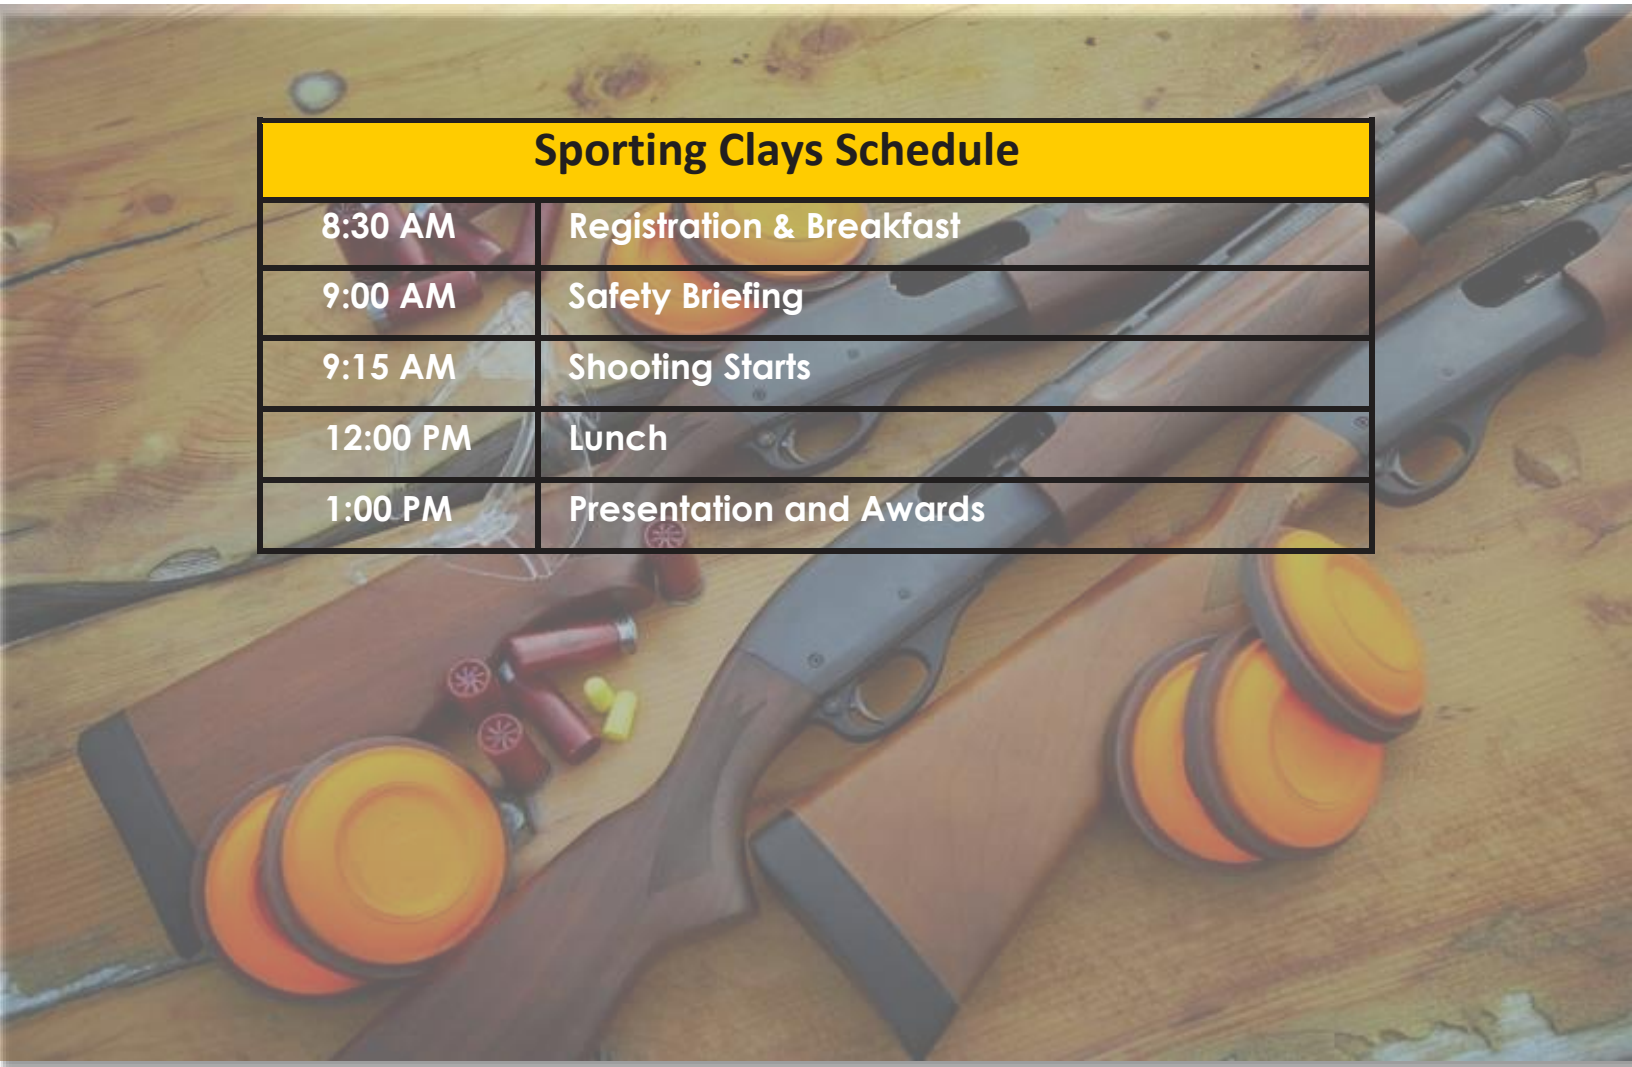 Sporting Clays Schedule
8:30 AM Registration & Breakfast
9:00 AM Safety Briefing
9:15 AM Shooting Starts
12:00 PM Lunch
1:00 PM Presentation and Awards